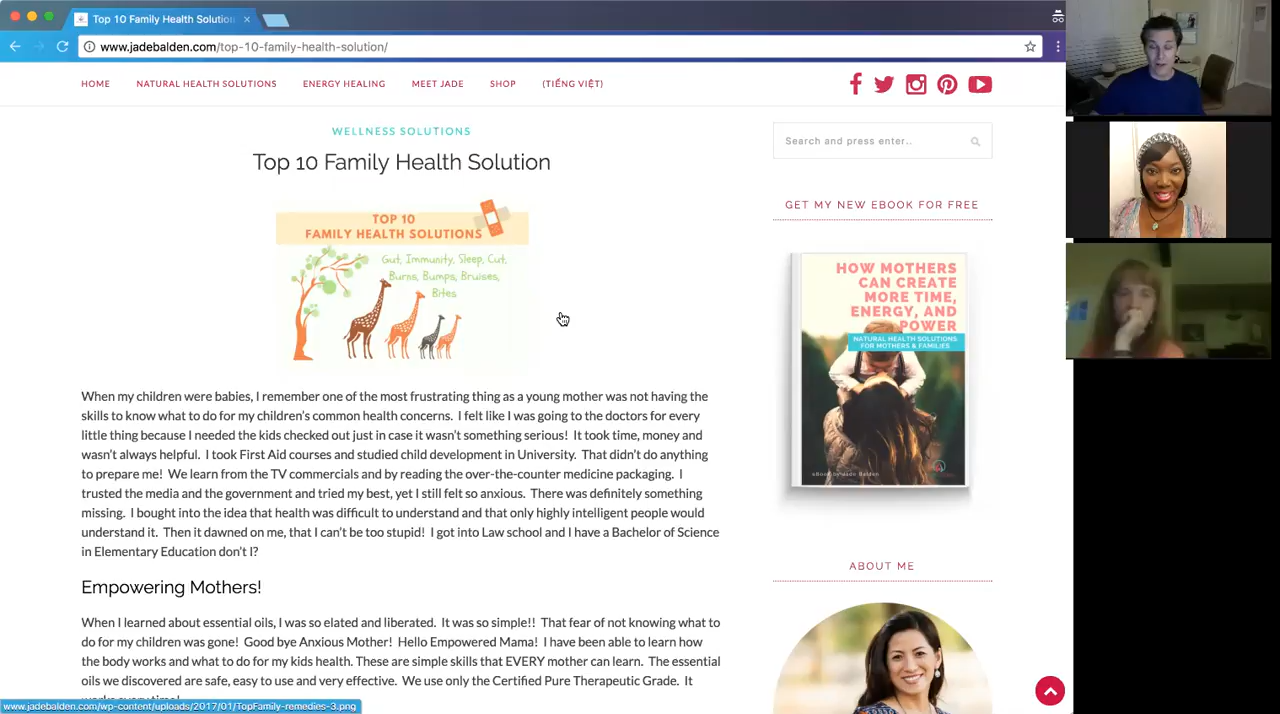 Top 10 Family Health Solution
www.jadebalden.com/top-10-family-health-solution/
HOME NATURAL HEALTH SOLUTIONS ENERGY HEALING MEET JADE SHOP (TIẾNG VIỆT)
WELLNESS SOLUTIONS
Top 10 Family Health Solution
TOP 10
FAMILY HEALTH SOLUTIONS
Gut, Immunity, Sleep, Cut,
Burns, Bumps, Bruises,
Bites
When my children were babies, I remember one of the most frustrating thing as a young mother was not having the
skills to know what to do for my children's common health concerns. I felt like I was going to the doctors for every
little thing because I needed the kids checked out just in case it wasn't something serious! It took time, money and
wasn't always helpful. I took First Aid courses and studied child development in University. That didn't do anything
to prepare me! We learn from the TV commercials and by reading the over-the-counter medicine packaging. I
trusted the media and the government and tried my best, yet I still felt so anxious. There was definitely something
missing. I bought into the idea that health was difficult to understand and that only highly intelligent people would
understand it. Then it dawned on me, that I can't be too stupid! I got into Law school and I have a Bachelor of Science
in Elementary Education don't I?
Empowering Mothers!
When I learned about essential oils, I was so elated and liberated. It was so simple!! That fear of not knowing what to
do for my children was gone! Good bye Anxious Mother! Hello Empowered Mama! I have been able to learn how
the body works and what to do for my kids health. These are simple skills that EVERY mother can learn. The essential
oils we discovered are safe, easy to use and very effective. We use only the Certified Pure Therapeutic Grade. It
works every time!
Search and press enter..
GET MY NEW EBOOK FOR FREE
HOW MOTHERS
CAN CREATE
MORE TIME,
ENERGY, AND
POWER
NATURAL HEALTH SOLUTIONS
FOR MOTHERS & FAMILIES
eBook by Jade Balden
ABOUT ME
www.jadebalden.com/wp-content/uploads/2017/01/TopFamily-remedies-3.png